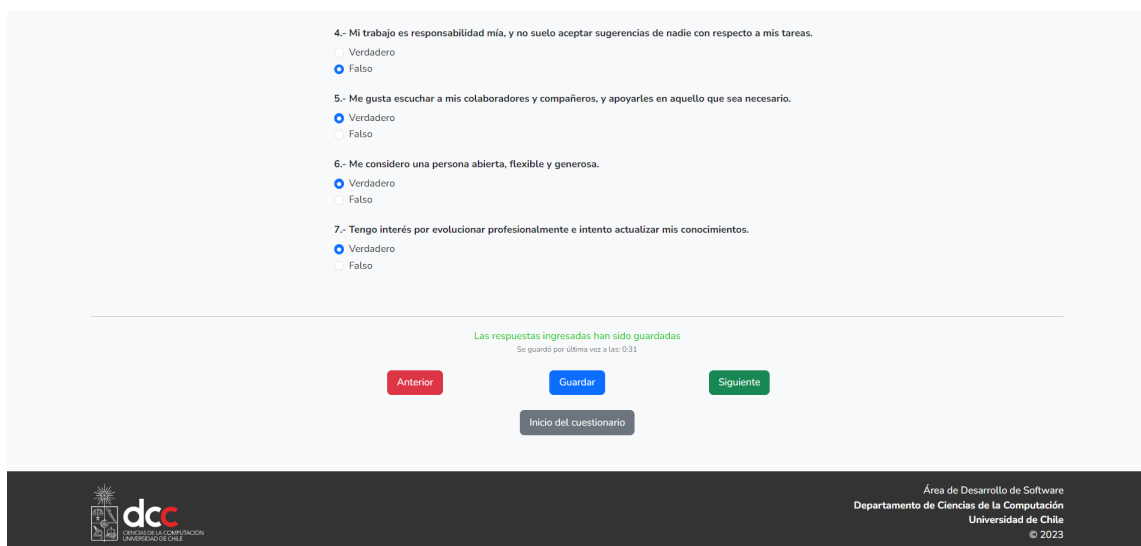 4.- Mi trabajo es responsabilidad mía, y no suelo aceptar sugerencias de nadie con respecto a mis tareas.
Verdadero
Falso
5.- Me gusta escuchar a mis colaboradores y compañeros, y apoyarles en aquello que sea necesario.
Verdadero
Falso
6.- Me considero una persona abierta, flexible y generosa.
Verdadero
Falso
7.- Tengo interés por evolucionar profesionalmente e intento actualizar mis conocimientos.
Verdadero
Falso
Las respuestas ingresadas han sido guardadas
Se guardó por última vez a las: 0:31
Anterior
Guardar
Siguiente
Inicio del cuestionario
dcc
CIENCIAS DE LA COMPUTACIÓN
UNIVERSIDAD DE CHILE
Área de Desarrollo de Software
Departamento de Ciencias de la Computación
Universidad de Chile
© 2023